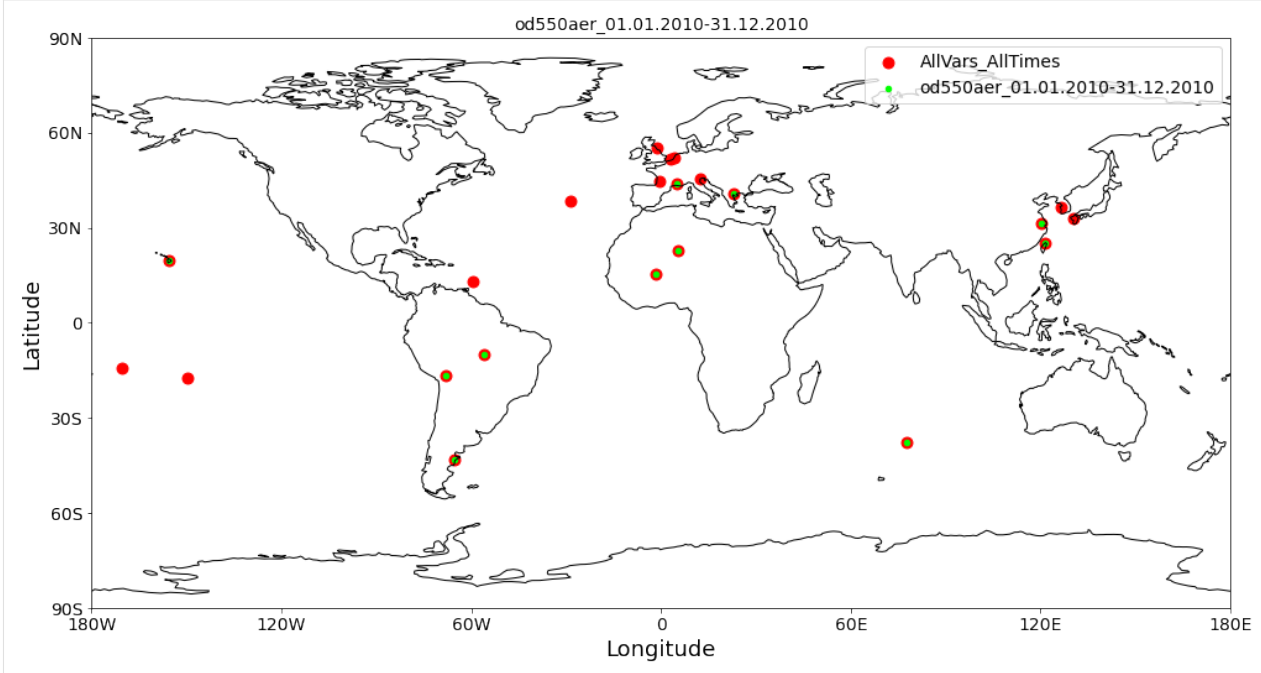 od550aer_01.01.2010-31.12.2010
90N
AllVars_AllTimes
od550aer_01.01.2010-31.12.2010
60N
30N
0
30S
60S
90S
Latitude
180W
120W
60W
0
60E
120E
180E
Longitude